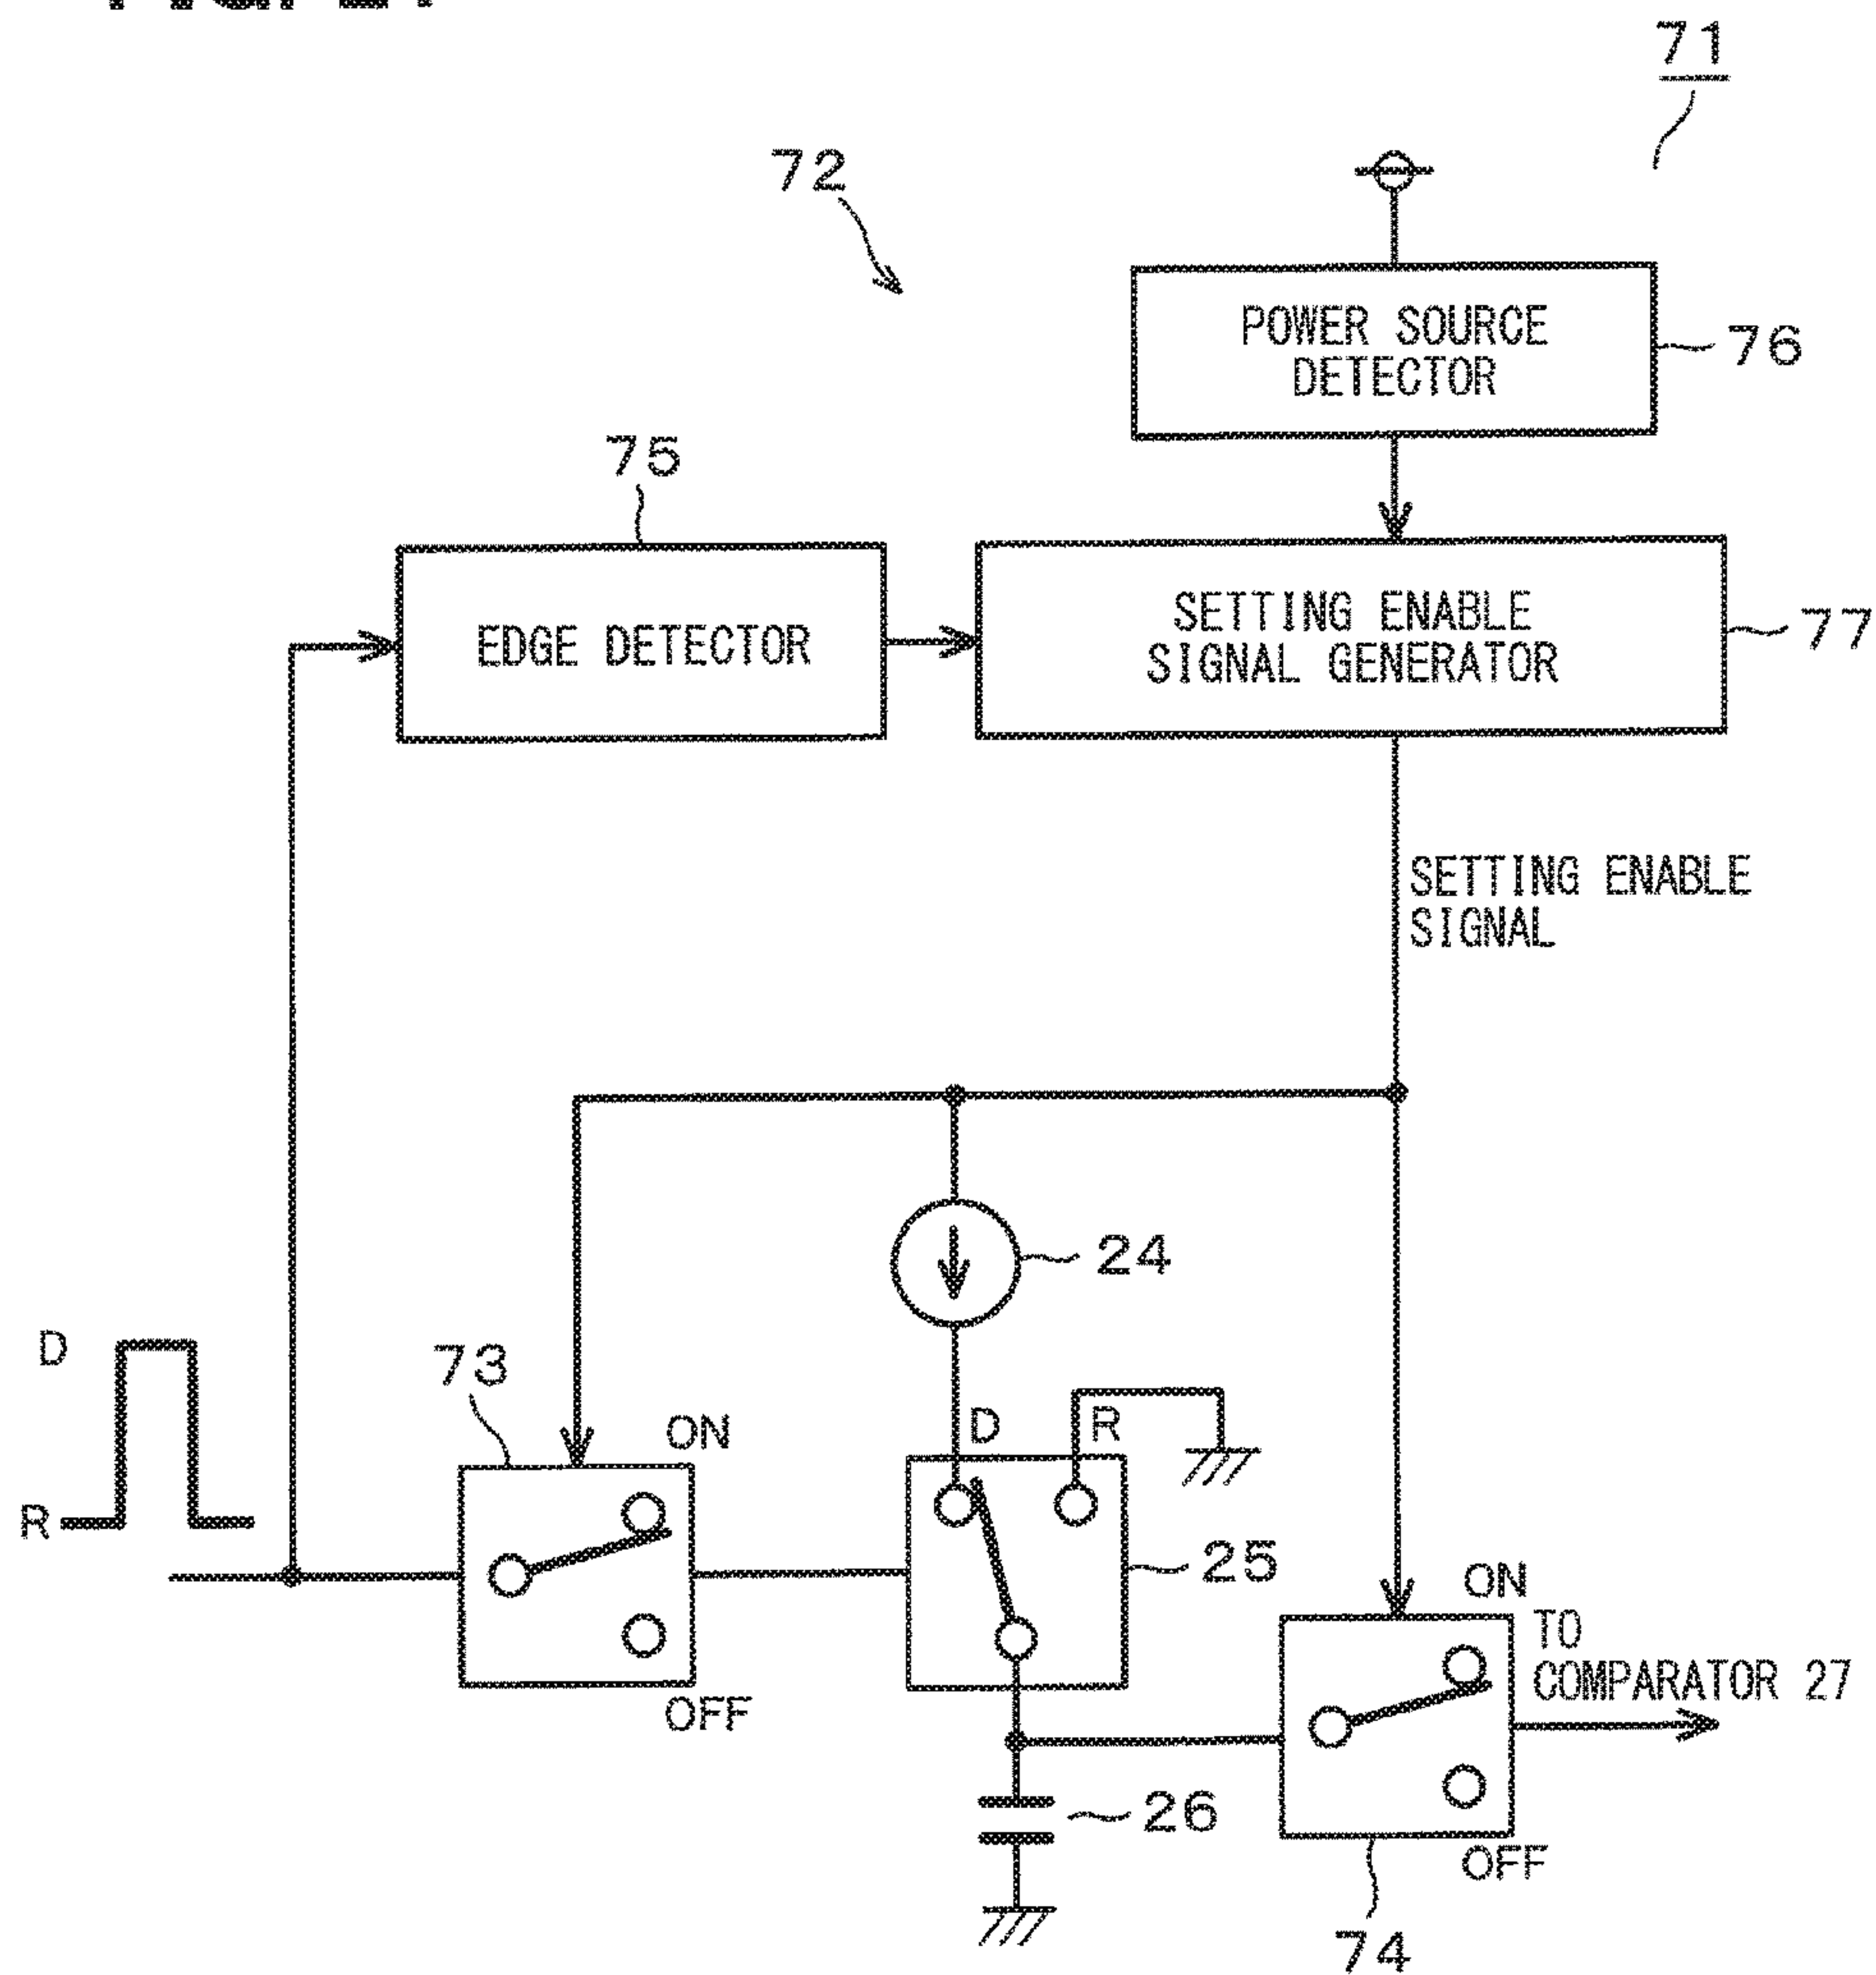 71
72
POWER SOURCE
DETECTOR
76
75
EDGE DETECTOR
SETTING ENABLE
SIGNAL GENERATOR
77
SETTING ENABLE
SIGNAL
24
D
R
73
ON
OFF
D
R
25
26
ON
TO
COMPARATOR 27
OFF
74